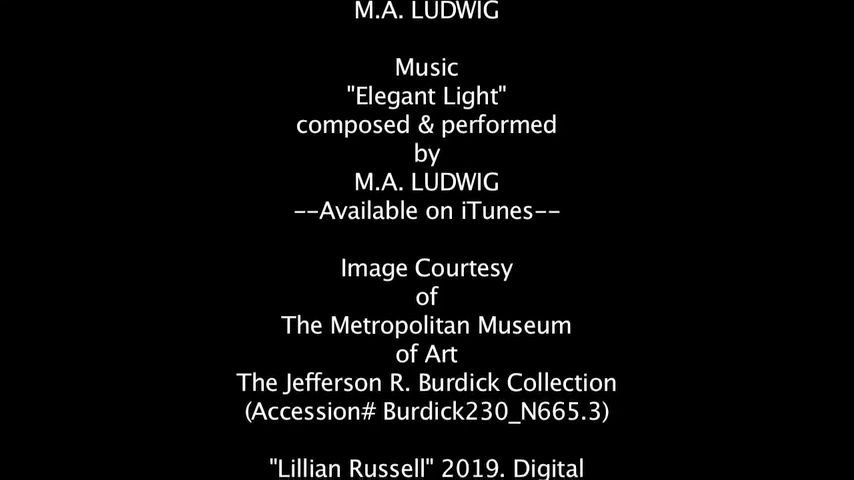 M.A. LUDWIG
Music
"Elegant Light"
composed & performed
by
M.A. LUDWIG
--Available on iTunes--
Image Courtesy
of
The Metropolitan Museum
of Art
The Jefferson R. Burdick Collection
(Accession# Burdick230_N665.3)
"Lillian Russell" 2019. Digital